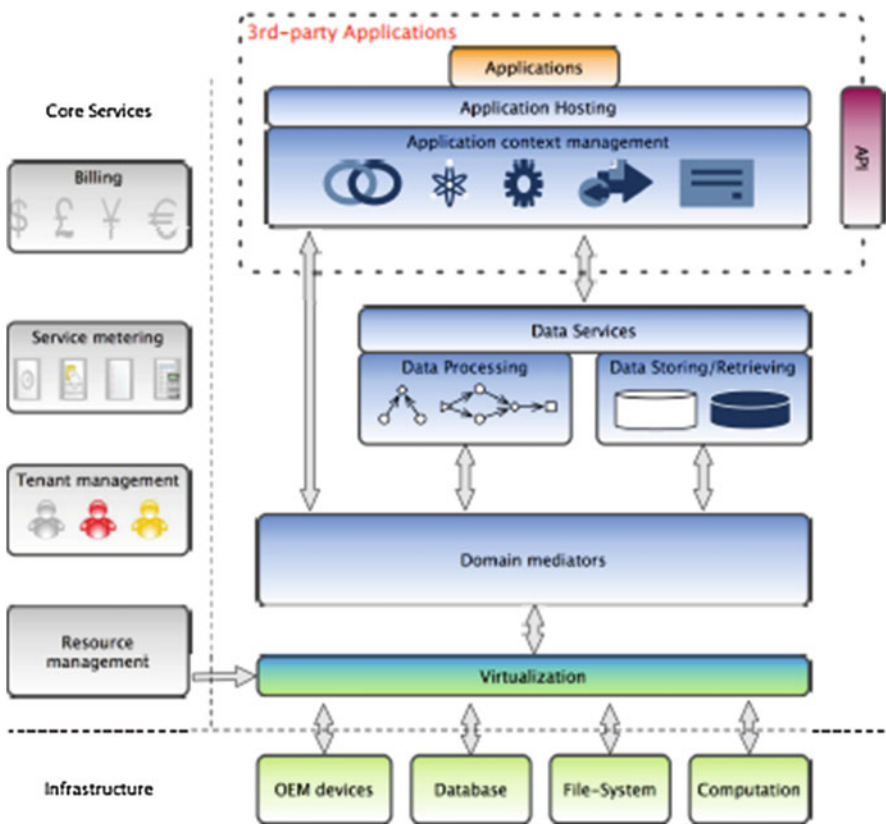 3rd-party Applications
Applications
Core Services
Application Hosting
Application context management
API
Billing
$ £ ¥ €
Service metering
Data Services
Data Processing
Data Storing/Retrieving
Tenant management
Domain mediators
Resource
management
Virtualization
Infrastructure
OEM devices
Database
File-System
Computation